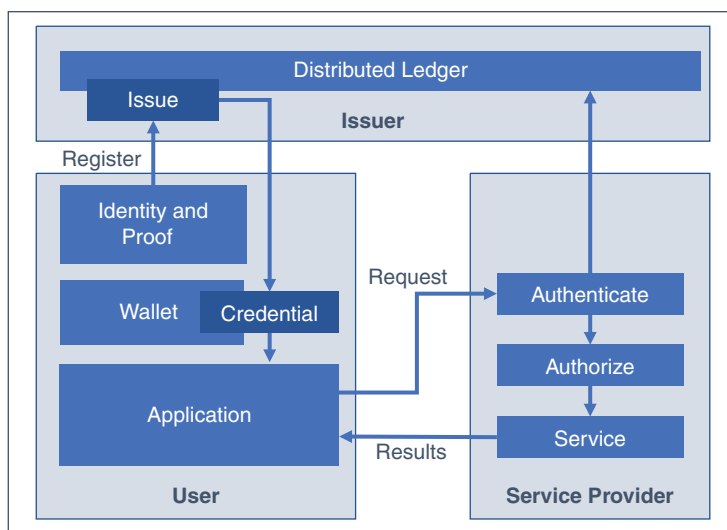 Distributed Ledger
Issue
Issuer
Register
Identity and
Proof
Wallet
Credential
Application
User
Request
Results
Authenticate
Authorize
Service
Service Provider